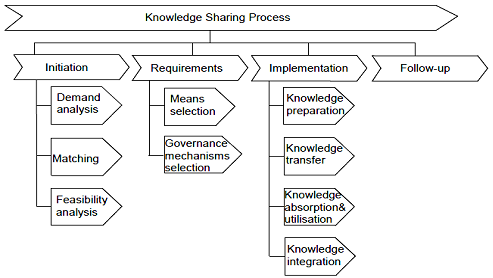 Knowledge Sharing Process
Initiation
Requirements
Implementation
Follow-up
Demand
analysis
Matching
Feasibility
analysis
Means
selection
Governance
mechanisms
selection
Knowledge
preparation
Knowledge
transfer
Knowledge
absorption&
utilisation
Knowledge
integration